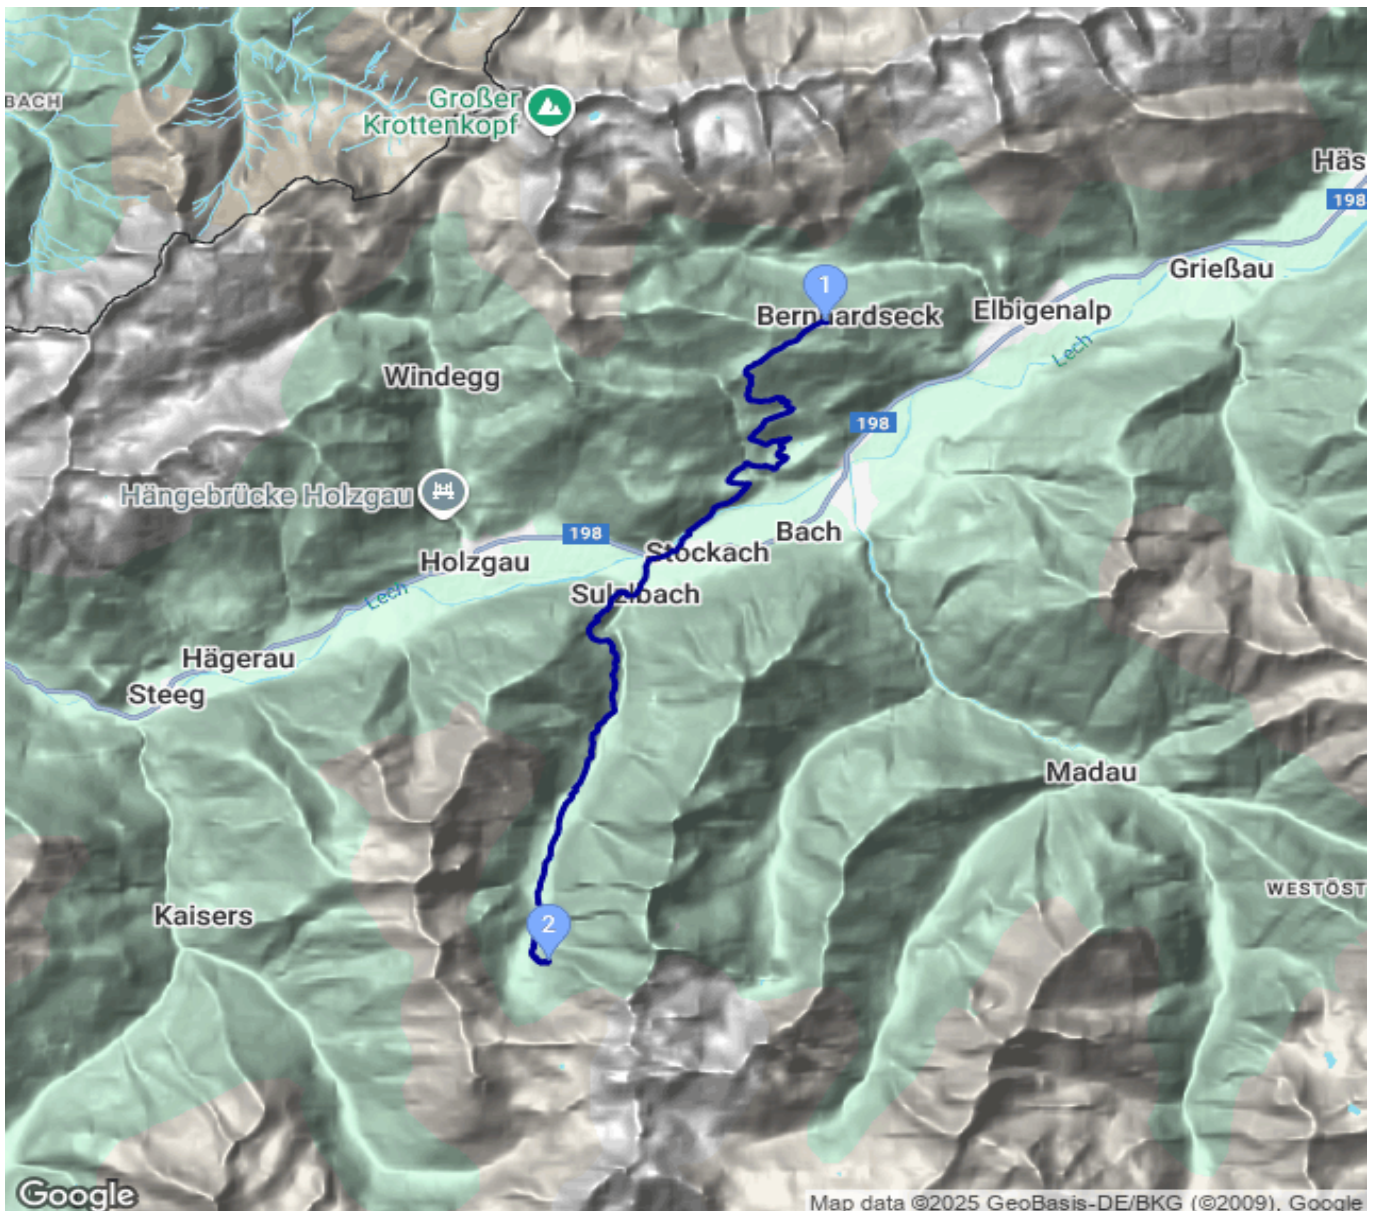 BACH
Großer
Krottenkopf
Häs
198
1
Grießau
Bernhardseck
Elbigenalp
Lech
Windegg
198
Hängebrücke Holzgau
198
Bach
Stockach
Holzgau
Sulzlbach
Lech
Hägerau
Steeg
Madau
WESTÖST
Kaisers
2
Google
Map data ©2025 GeoBasis-DE/BKG (©2009), Google